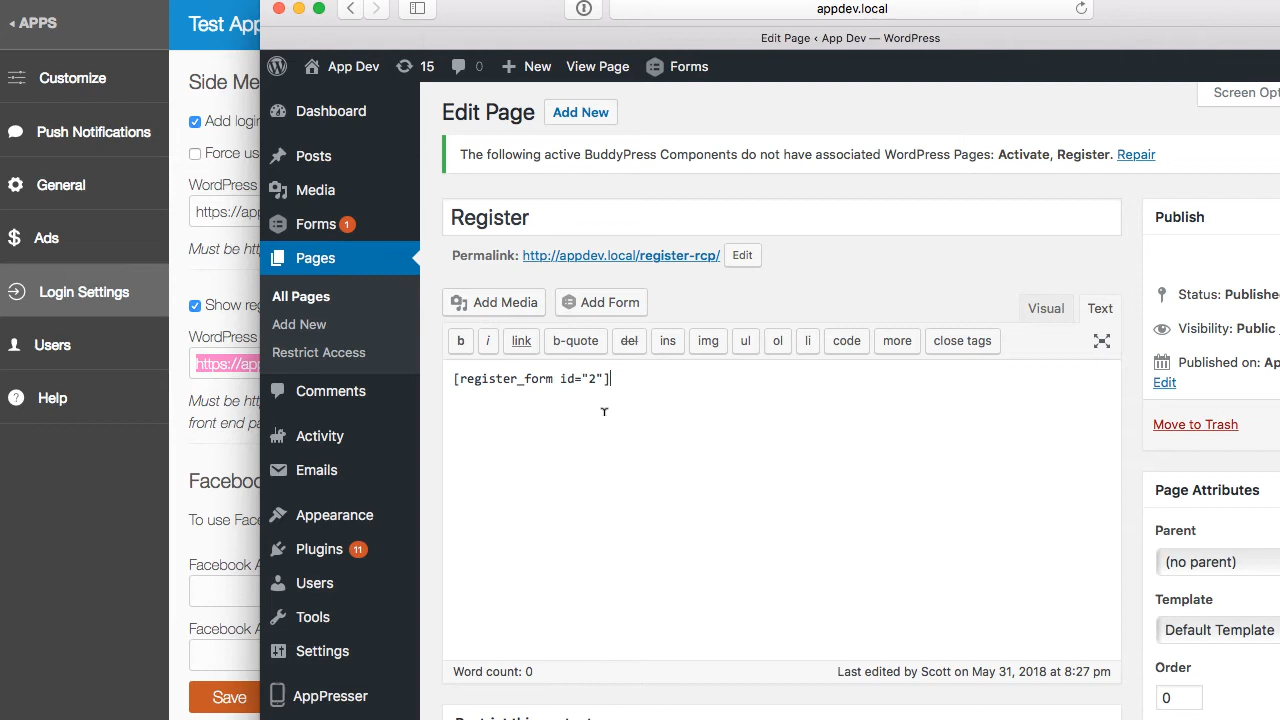 APPS
Customize
Push Notifications
General
Ads
Login Settings
Users
Help
Test App
Side Me
Add login
Force us
WordPress
https://app
Must be htt
Show reg
WordPress
https://app
Must be htt
front end pa
Facebook
To use Face
Facebook A
Facebook A
Save
appdev.local
Edit Page ‹ App Dev — WordPress
App Dev
15
0
New
View Page
Forms
Dashboard
Posts
Media
Forms 1
Pages
All Pages
Add New
Restrict Access
Comments
Activity
Emails
Appearance
Plugins 11
Users
Tools
Settings
AppPresser
Screen Opt
Edit Page
Add New
The following active BuddyPress Components do not have associated WordPress Pages: Activate, Register. Repair
Register
Permalink: http://appdev.local/register-rcp/ Edit
Add Media
Add Form
Visual
Text
b
i
link
b-quote
del
ins
img
ul
ol
li
code
more
close tags
[register_form id="2"]
Word count: 0
Last edited by Scott on May 31, 2018 at 8:27 pm
Publish
Status: Published
Visibility: Public
Published on: Ap
Edit
Move to Trash
Page Attributes
Parent
(no parent)
Template
Default Template
Order
0